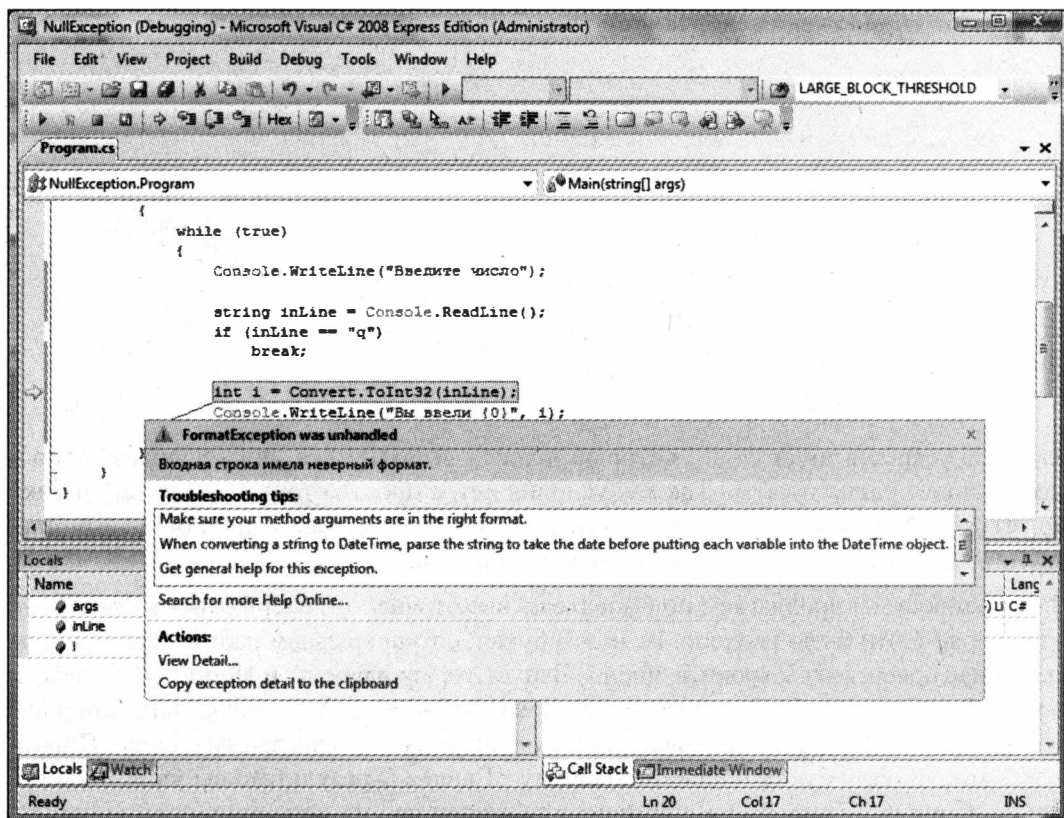 NullException (Debugging) - Microsoft Visual C# 2008 Express Edition (Administrator)
File Edit View Project Build Debug Tools Window Help
LARGE_BLOCK_THRESHOLD
Hex
Program.cs
NullException.Program
Main(string[] args)
{
while (true)
{
Console.WriteLine("Введите число");
string inLine = Console.ReadLine();
if (inLine == "q")
break;
int i = Convert.ToInt32(inLine);
Console.WriteLine("Вы ввели {0}", i);
}
}
}
FormatException was unhandled
Входная строка имела неверный формат.
Troubleshooting tips:
Make sure your method arguments are in the right format.
When converting a string to DateTime, parse the string to take the date before putting each variable into the DateTime object.
Get general help for this exception.
Search for more Help Online...
Actions:
View Detail...
Copy exception detail to the clipboard
Locals
Name
Lang
args
C#
inLine
i
Locals Watch
Call Stack Immediate Window
Ready
Ln 20 Col 17 Ch 17 INS